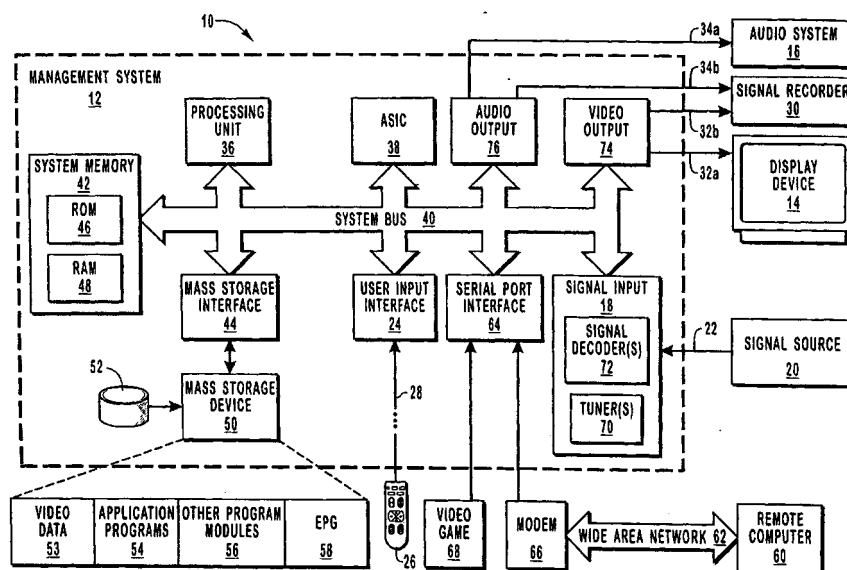 10
34a
AUDIO SYSTEM
16
MANAGEMENT SYSTEM
12
34b
SIGNAL RECORDER
30
32b
PROCESSING
UNIT
36
ASIC
38
AUDIO
OUTPUT
76
VIDEO
OUTPUT
74
32a
DISPLAY
DEVICE
14
SYSTEM MEMORY
42
ROM
46
RAM
48
SYSTEM BUS 40
MASS STORAGE
INTERFACE
44
USER INPUT
INTERFACE
24
SERIAL PORT
INTERFACE
64
SIGNAL INPUT
18
SIGNAL
DECODER(S)
72
TUNER(S)
70
22
SIGNAL SOURCE
20
52
MASS STORAGE
DEVICE
50
28
VIDEO
DATA
53
APPLICATION
PROGRAMS
54
OTHER PROGRAM
MODULES
56
EPG
58
26
VIDEO
GAME
68
MODEM
66
WIDE AREA NETWORK 62
REMOTE
COMPUTER
60